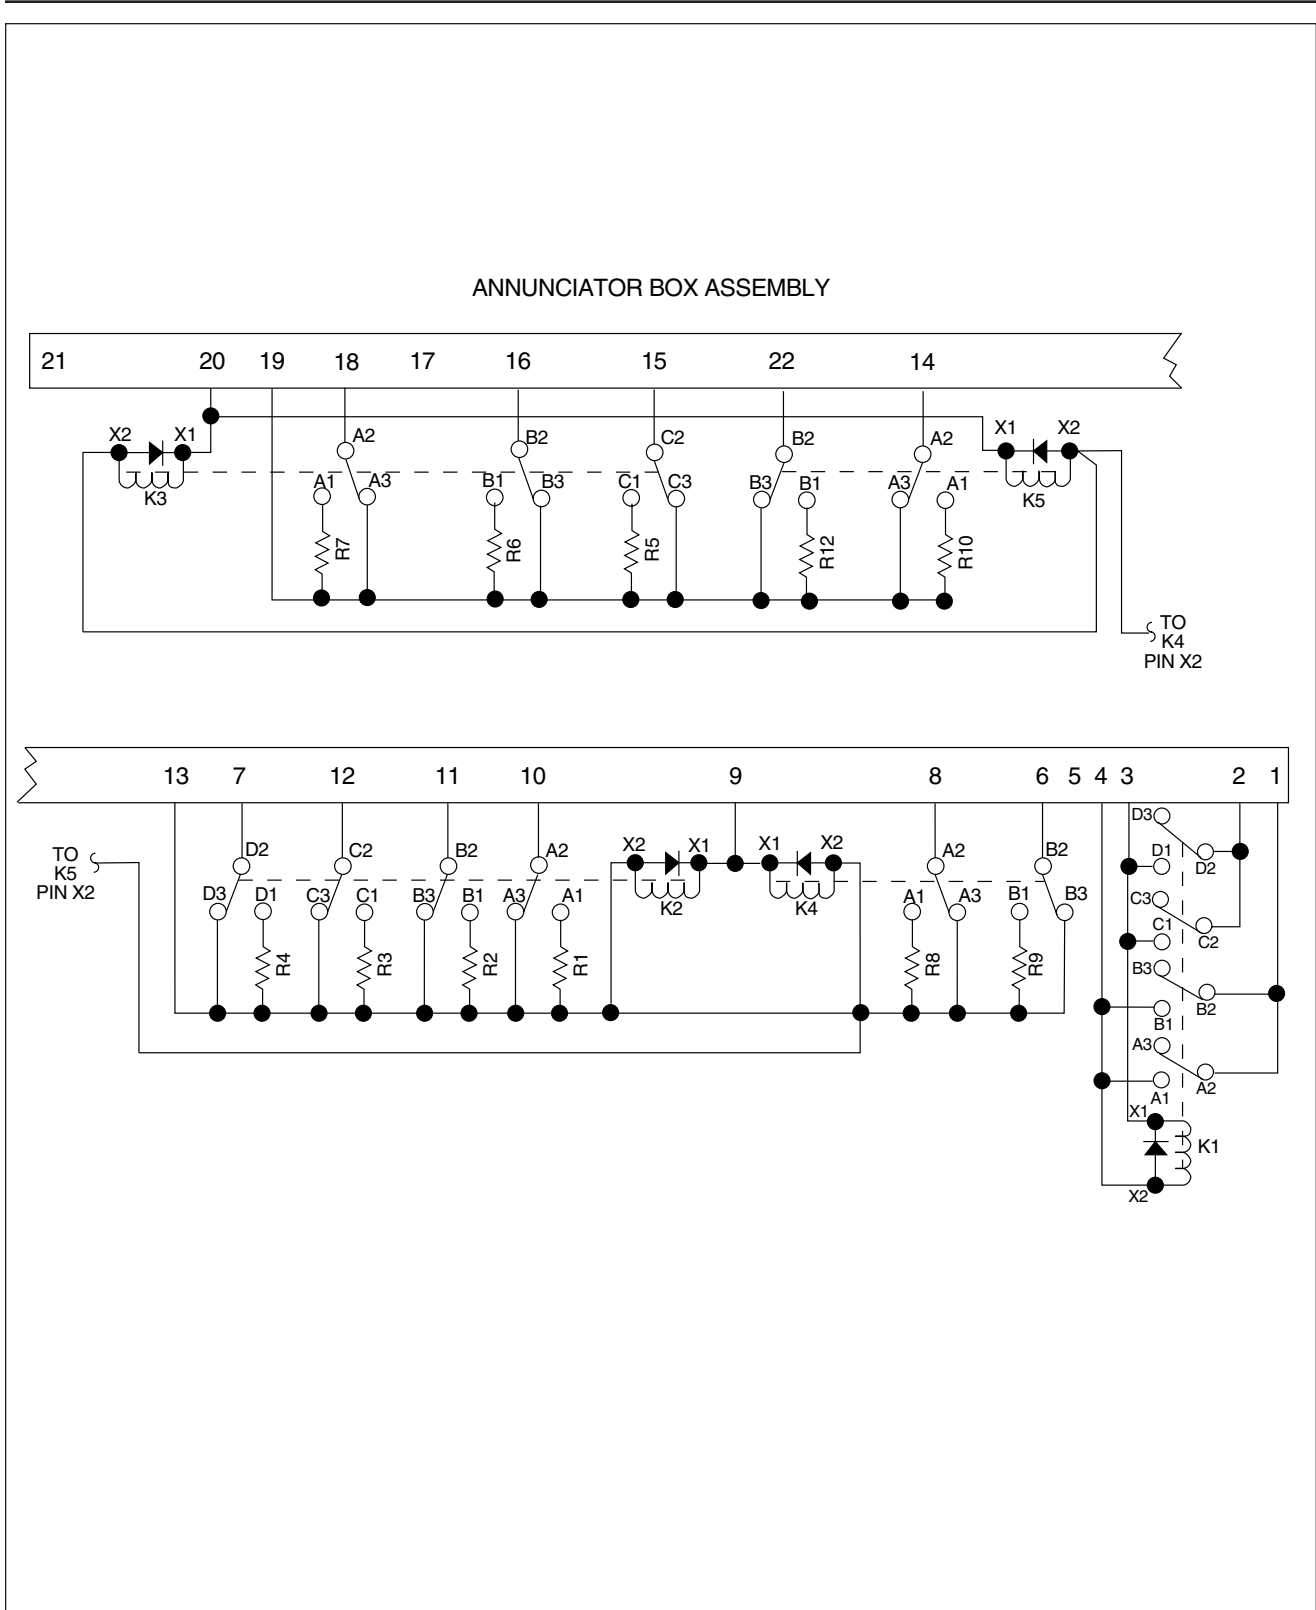 ANNUNCIATOR BOX ASSEMBLY
21 20 19 18 17 16 15 22 14
X2 X1 A2 B2 C2 B2 A2 X1 X2
K3 A1 A3 B1 B3 C1 C3 B3 B1 A3 A1 K5
R7 R6 R5 R12 R10
TO
K4
PIN X2
13 7 12 11 10 9 8 6 5 4 3 2 1
TO
K5
PIN X2
D2 C2 B2 A2 X2 X1 X1 X2 A2 B2
D3 D1 C3 C1 B3 B1 A3 A1 K2 K4 A1 A3 B1 B3
R4 R3 R2 R1 R8 R9
D3
D1 D2
C3
C1 C2
B3
B1 B2
A3
A1 A2
X1
K1
X2